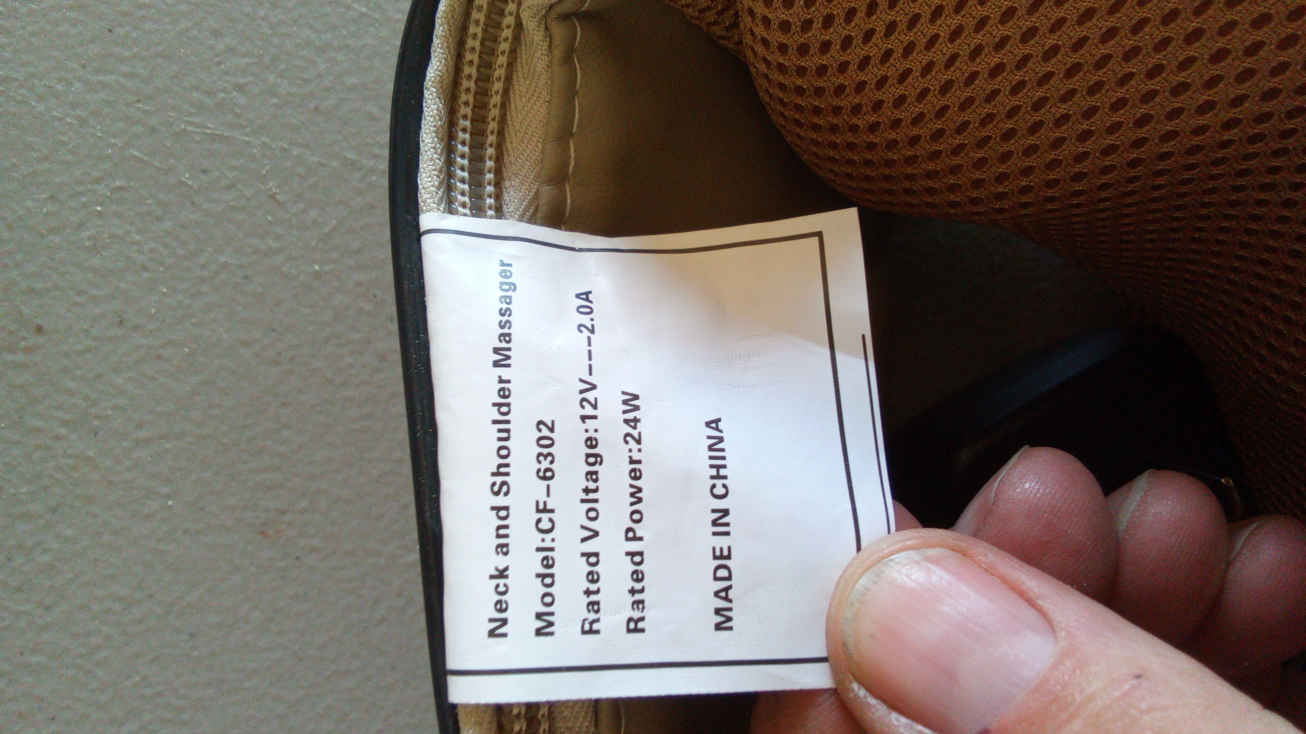 Neck and Shoulder Massager
Model:CF-6302
Rated Voltage:12V---2.0A
Rated Power:24W
MADE IN CHINA